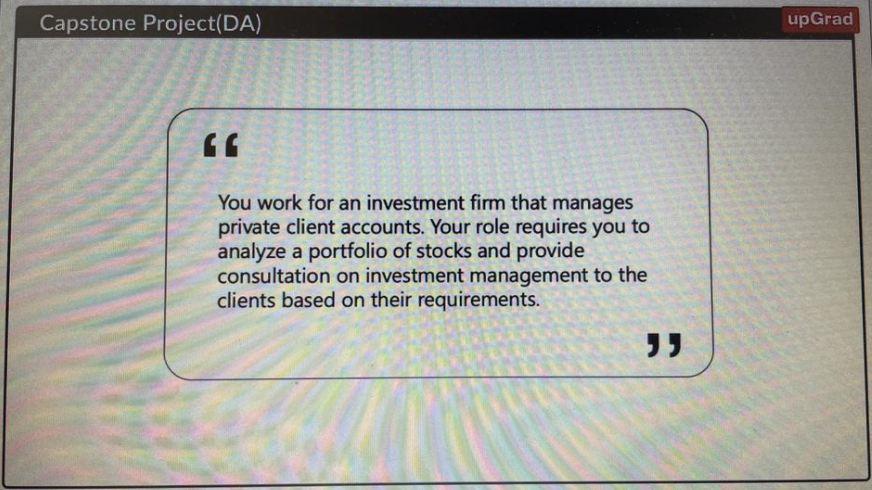 Capstone Project(DA)
upGrad
“
You work for an investment firm that manages
private client accounts. Your role requires you to
analyze a portfolio of stocks and provide
consultation on investment management to the
clients based on their requirements.
”